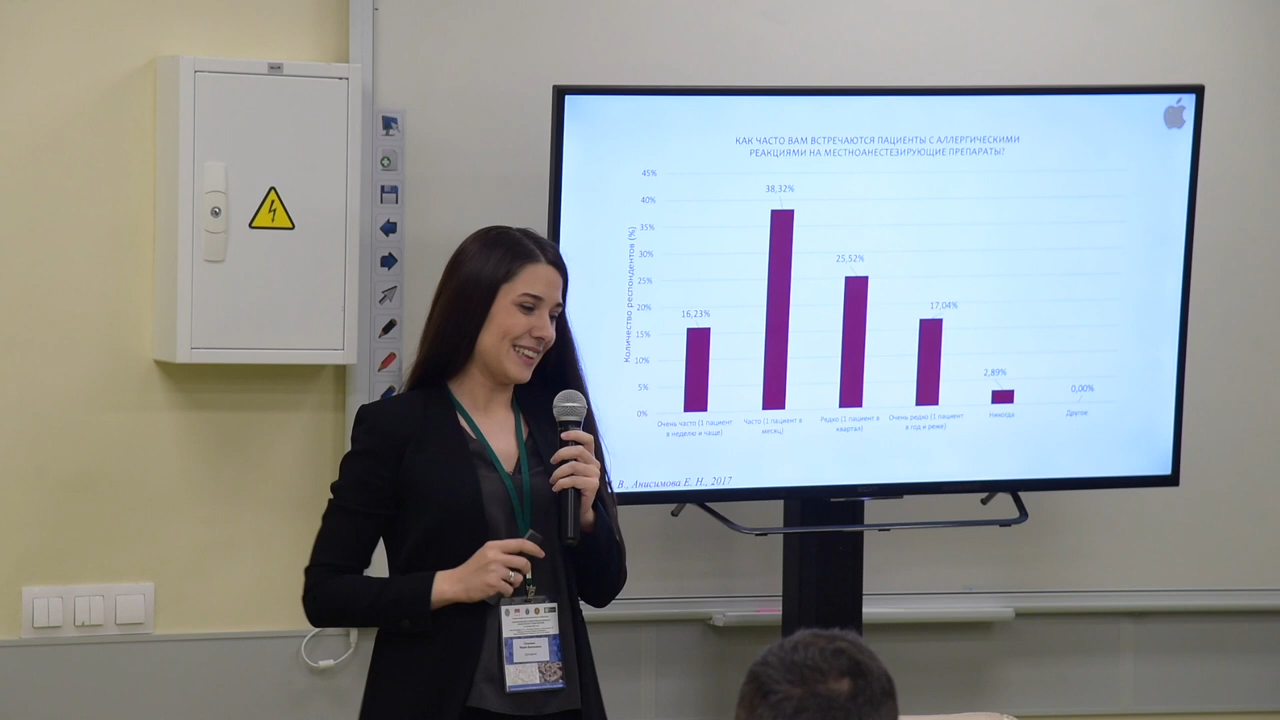 КАК ЧАСТО ВАМ ВСТРЕЧАЮТСЯ ПАЦИЕНТЫ С АЛЛЕРГИЧЕСКИМИ
РЕАКЦИЯМИ НА МЕСТНОАНЕСТЕЗИРУЮЩИЕ ПРЕПАРАТЫ?
Количество респондентов (%)
45%
40%
35%
30%
25%
20%
15%
10%
5%
0%
16,23%
38,32%
25,52%
17,04%
2,89%
0,00%
Очень часто (1 пациент
в неделю и чаще)
Часто (1 пациент в
месяц)
Редко (1 пациент в
квартал)
Очень редко (1 пациент
в год и реже)
Никогда
Другое
В., Анисимова Е. Н., 2017